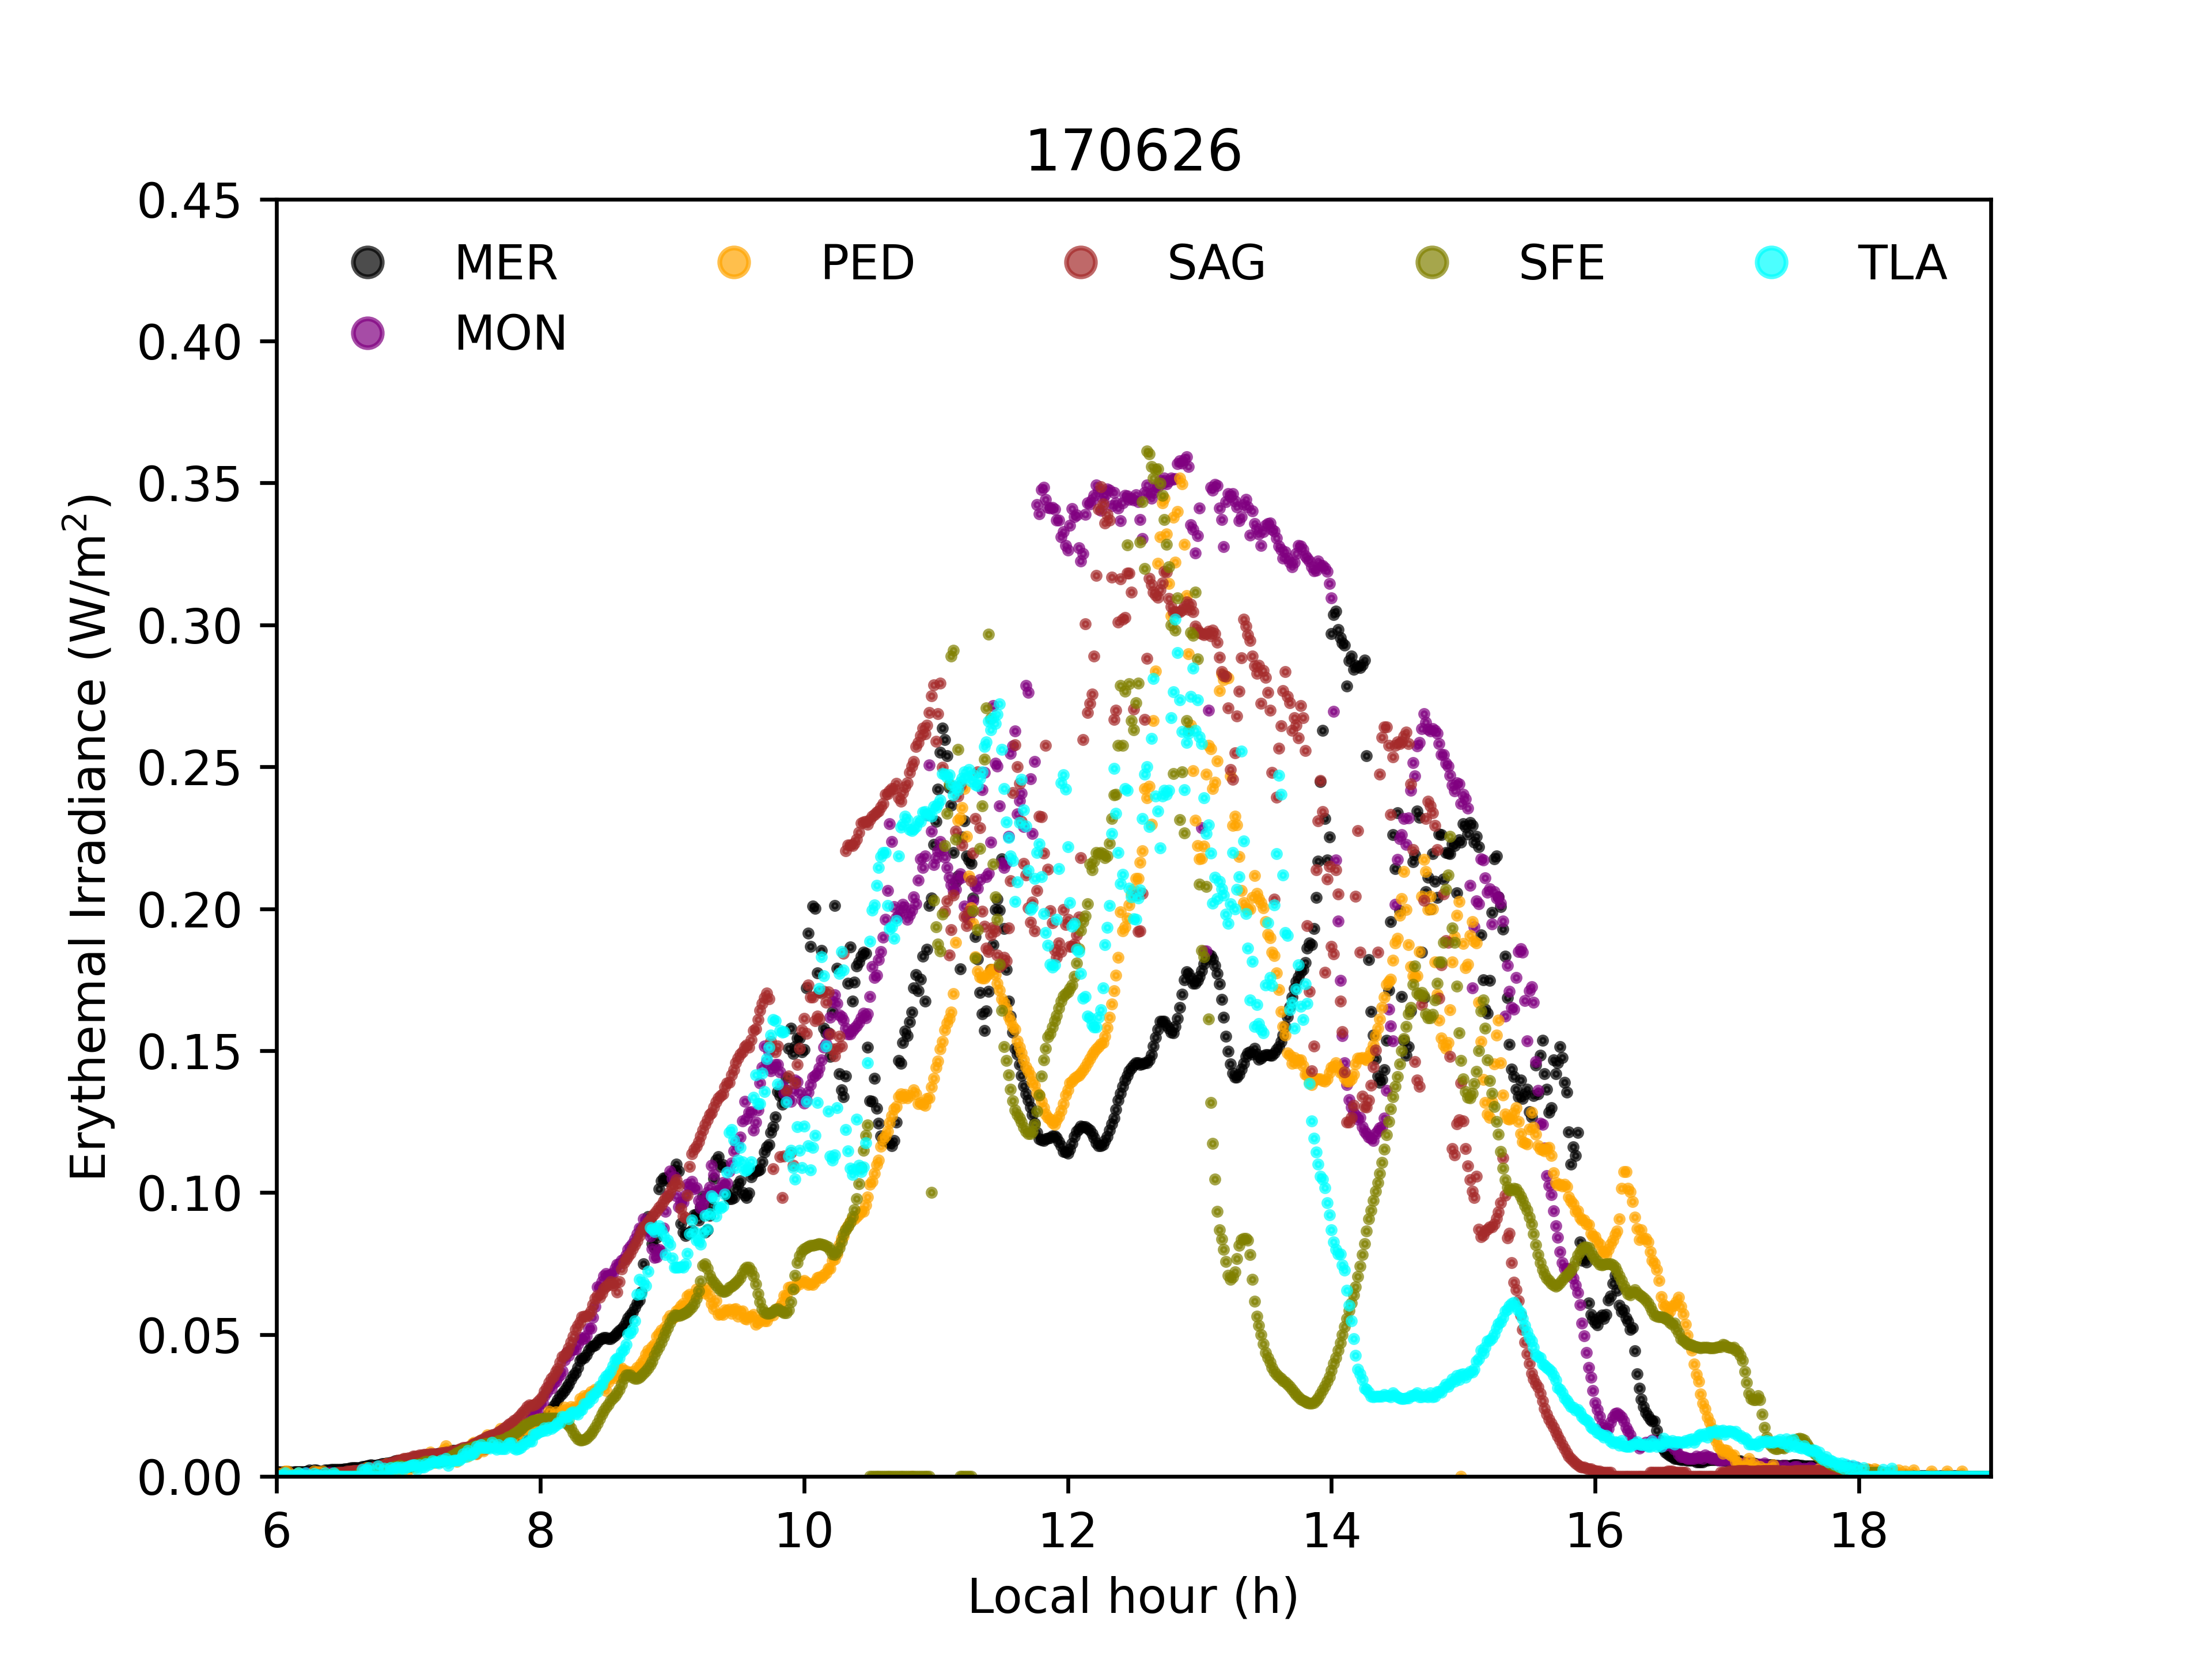 170626
0.45
0.40
0.35
0.30
0.25
0.20
0.15
0.10
0.05
0.00
Erythemal Irradiance (W/m²)
MER PED SAG SFE TLA
MON
6 8 10 12 14 16 18
Local hour (h)